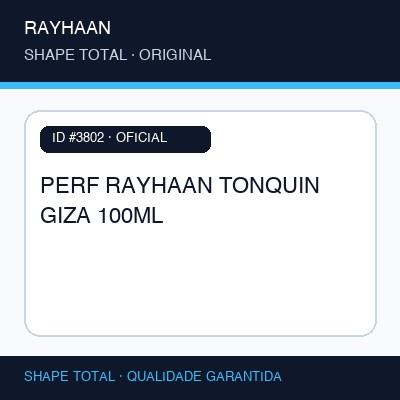 RAYHAAN
SHAPE TOTAL · ORIGINAL
ID #3802 · OFICIAL
PERF RAYHAAN TONQUIN
GIZA 100ML
SHAPE TOTAL · QUALIDADE GARANTIDA